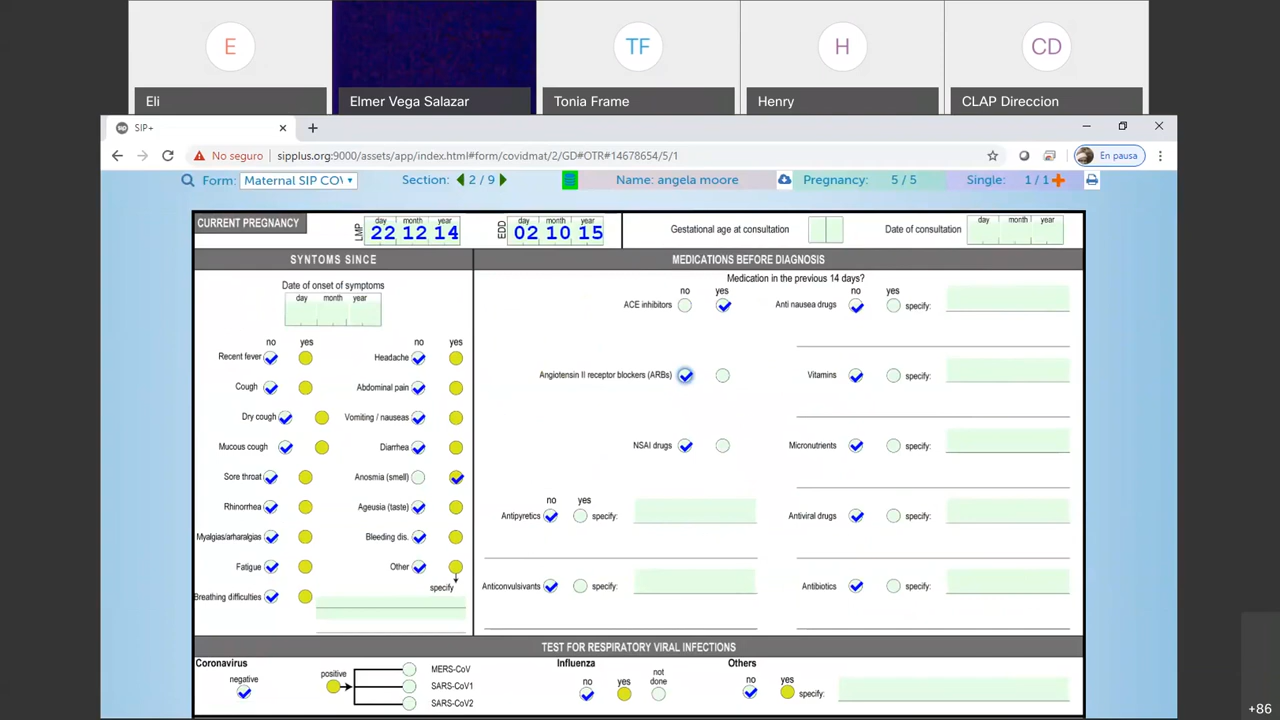 E
TF
H
CD
Eli
Elmer Vega Salazar
Tonia Frame
Henry
CLAP Direccion
sip
SIP+
No seguro
sipplus.org:9000/assets/app/index.html#form/covidmat/2/GD#OTR#14678654/5/1
En pausa
Form: Maternal SIP COV
Section: 2 / 9
Name: angela moore
Pregnancy: 5 / 5
Single: 1 / 1
CURRENT PREGNANCY
LMP day month year
22 12 14
EDD day month year
02 10 15
Gestational age at consultation
Date of consultation day month year
SYNTOMS SINCE
Date of onset of symptoms
day month year
no yes no yes
Recent fever Headache
Cough Abdominal pain
Dry cough Vomiting / nauseas
Mucous cough Diarrhea
Sore throat Anosmia (smell)
Rhinorrhea Ageusia (taste)
Myalgias/arharalgias Bleeding dis.
Fatigue Other
specify
Breathing difficulties
MEDICATIONS BEFORE DIAGNOSIS
Medication in the previous 14 days?
no yes no yes
ACE inhibitors Anti nausea drugs specify:
Angiotensin II receptor blockers (ARBs) Vitamins specify:
NSAI drugs Micronutrients specify:
no yes
Antipyretics specify: Antiviral drugs specify:
Anticonvulsivants specify: Antibiotics specify:
TEST FOR RESPIRATORY VIRAL INFECTIONS
Coronavirus
negative positive
MERS-CoV
SARS-CoV1
SARS-CoV2
Influenza
no yes not done
Others
no yes
specify:
+86